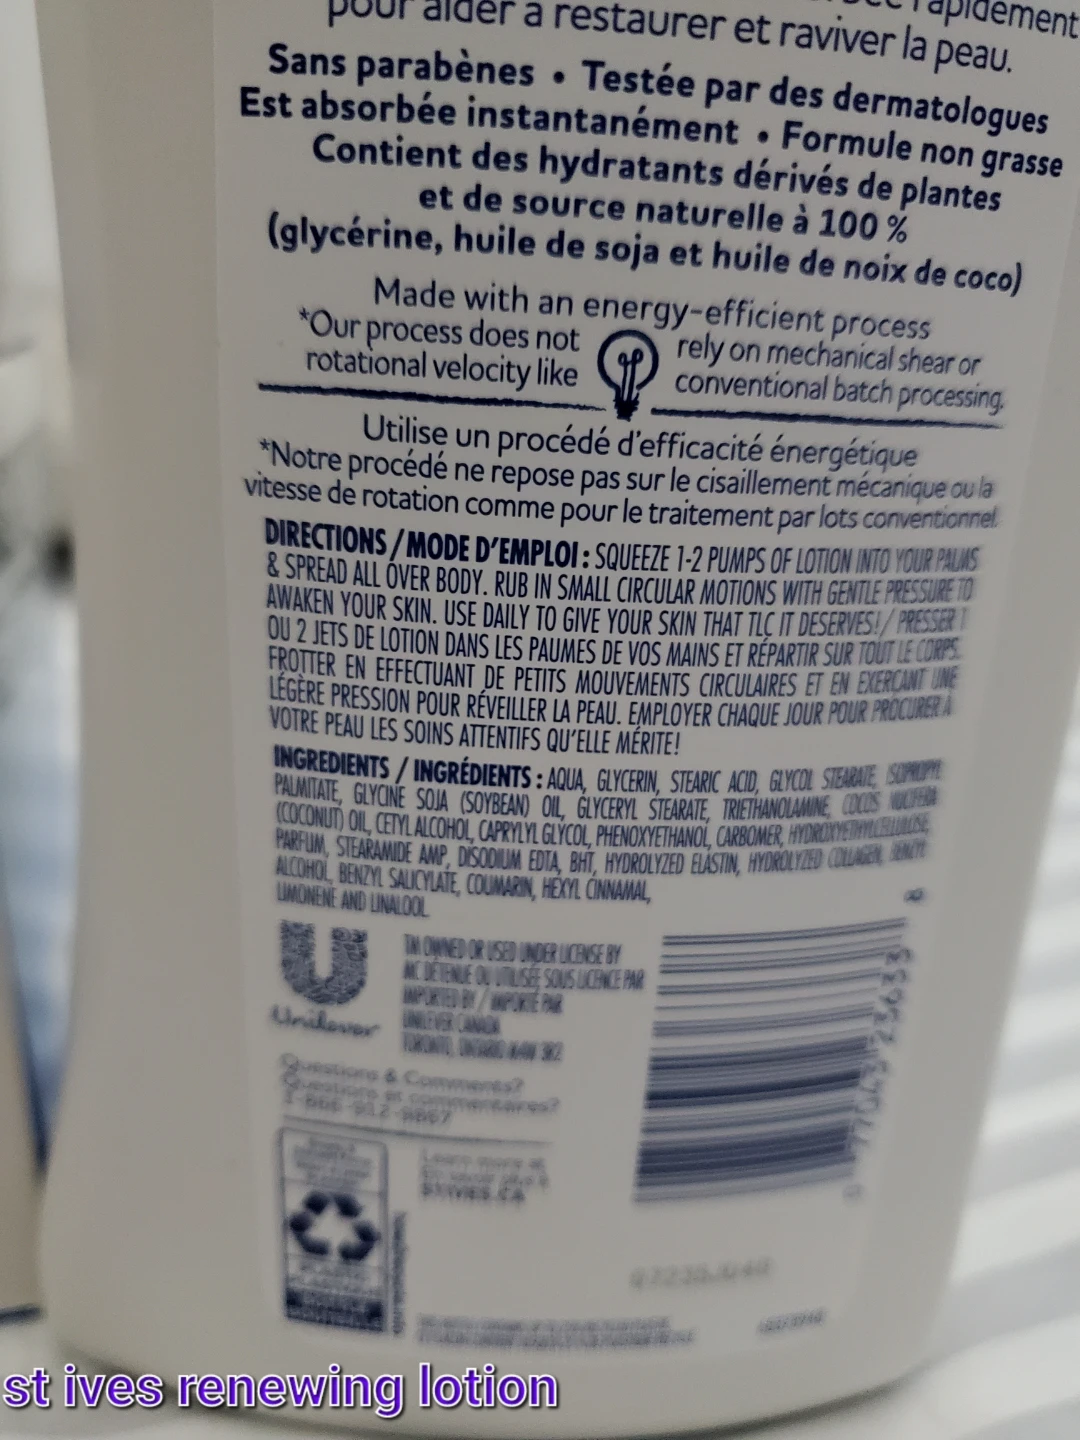 pour aider à restaurer et raviver la peau.
Sans parabènes • Testée par des dermatologues
Est absorbée instantanément • Formule non grasse
Contient des hydratants dérivés de plantes
et de source naturelle à 100 %
(glycérine, huile de soja et huile de noix de coco)
Made with an energy-efficient process
*Our process does not rely on mechanical shear or
rotational velocity like conventional batch processing.
Utilise un procédé d'efficacité énergétique
*Notre procédé ne repose pas sur le cisaillement mécanique ou la
vitesse de rotation comme pour le traitement par lots conventionnel.
DIRECTIONS / MODE D'EMPLOI : SQUEEZE 1-2 PUMPS OF LOTION INTO YOUR PALMS
& SPREAD ALL OVER BODY. RUB IN SMALL CIRCULAR MOTIONS WITH GENTLE PRESSURE TO
AWAKEN YOUR SKIN. USE DAILY TO GIVE YOUR SKIN THAT TLC IT DESERVES! / PRESSER 1
OU 2 JETS DE LOTION DANS LES PAUMES DE VOS MAINS ET RÉPARTIR SUR TOUT LE CORPS.
FROTTER EN EFFECTUANT DE PETITS MOUVEMENTS CIRCULAIRES ET EN EXERÇANT UNE
LÉGÈRE PRESSION POUR RÉVEILLER LA PEAU. EMPLOYER CHAQUE JOUR POUR PROCURER À
VOTRE PEAU LES SOINS ATTENTIFS QU'ELLE MÉRITE!
INGREDIENTS / INGRÉDIENTS : AQUA, GLYCERIN, STEARIC ACID, GLYCOL STEARATE, ISOPROPYL
PALMITATE, GLYCINE SOJA (SOYBEAN) OIL, GLYCERYL STEARATE, TRIETHANOLAMINE, COCOS NUCIFERA
(COCONUT) OIL, CETYL ALCOHOL, CAPRYLYL GLYCOL, PHENOXYETHANOL, CARBOMER, HYDROXYETHYLCELLULOSE,
PARFUM, STEARAMIDE AMP, DISODIUM EDTA, BHT, HYDROLYZED ELASTIN, HYDROLYZED COLLAGEN, BENZYL
ALCOHOL, BENZYL SALICYLATE, COUMARIN, HEXYL CINNAMAL,
LIMONENE AND LINALOOL.
Unilever
TM OWNED OR USED UNDER LICENSE BY
MC DÉTENUE OU UTILISÉE SOUS LICENCE PAR
IMPORTED BY / IMPORTÉ PAR
UNILEVER CANADA
TORONTO, ONTARIO
Questions & Comments?
Questions et commentaires?
Learn more at
STIVES.CA
st ives renewing lotion